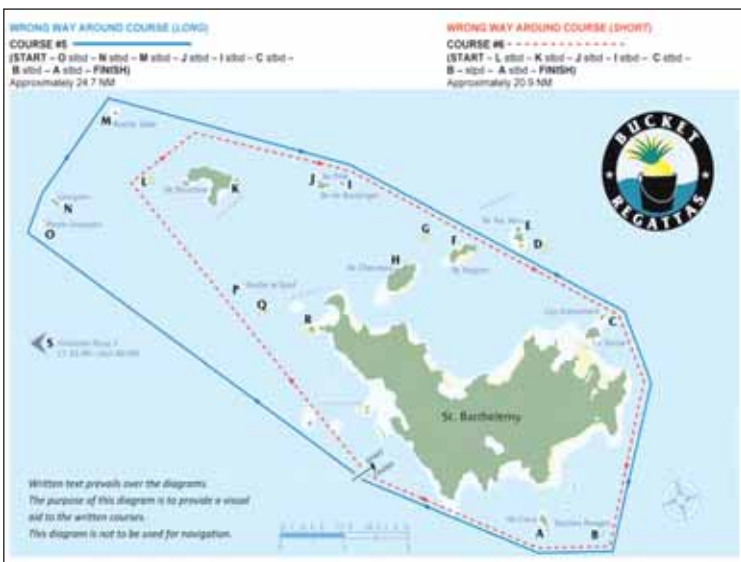 WRONG WAY AROUND COURSE (LONG)
COURSE #5
(START – O stbd – N stbd – M stbd – J stbd – I stbd – C stbd –
B stbd – A stbd – FINISH)
Approximately 24.7 NM
WRONG WAY AROUND COURSE (SHORT)
COURSE #6
(START – L stbd – K stbd – J stbd – I stbd – C stbd –
B – stbd – A stbd – FINISH)
Approximately 20.9 NM
BUCKET
REGATTAS
M
L
K
J
I
N
O
G
F
E
D
H
P
Q
R
C
S
St. Barthelemy
START
A
B
Written text prevails over the diagrams.
The purpose of this diagram is to provide a visual
aid to the written courses.
This diagram is not to be used for navigation.